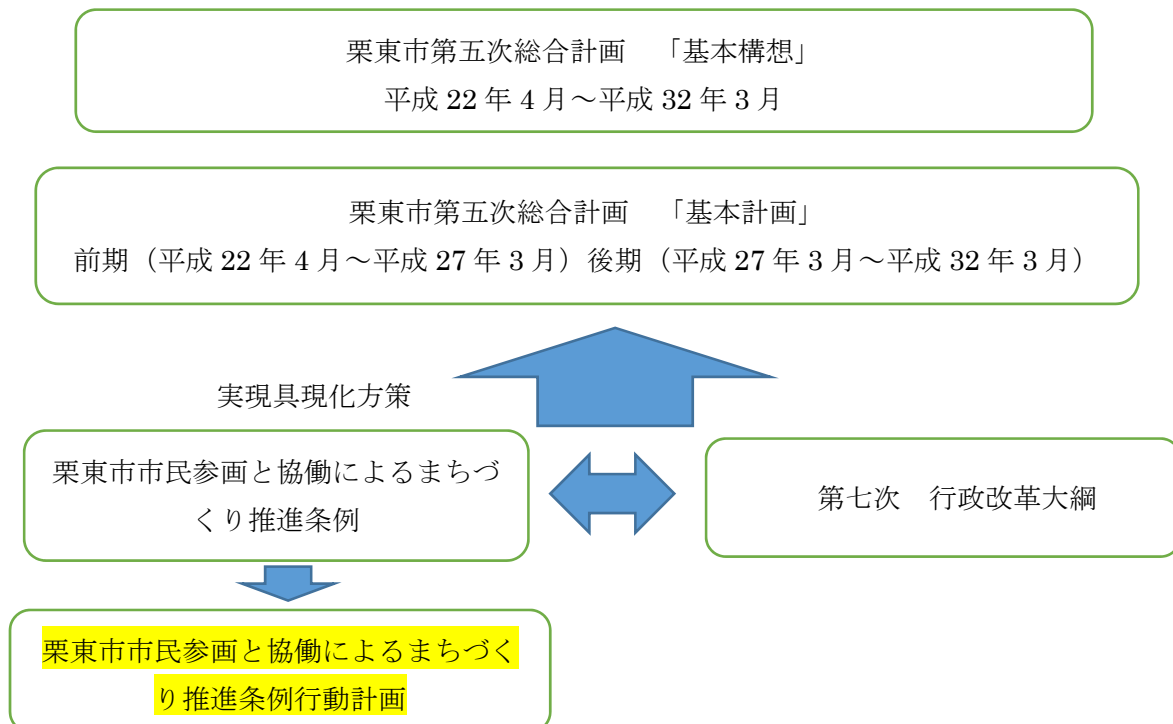 栗東市第五次総合計画　「基本構想」
平成 22 年 4 月～平成 32 年 3 月
栗東市第五次総合計画　「基本計画」
前期（平成 22 年 4 月～平成 27 年 3 月）後期（平成 27 年 3 月～平成 32 年 3 月）
実現具現化方策
栗東市市民参画と協働によるまちづ
くり推進条例
第七次　行政改革大綱
栗東市市民参画と協働によるまちづく
り推進条例行動計画